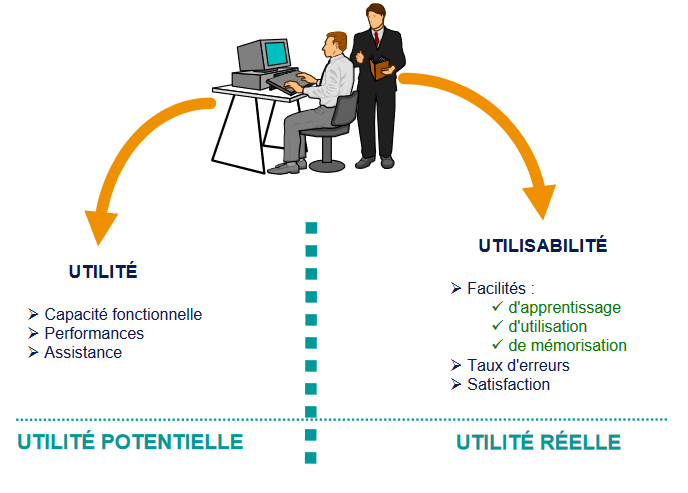 UTILITÉ
Capacité fonctionnelle
Performances
Assistance
UTILISABILITÉ
Facilités :
d'apprentissage
d'utilisation
de mémorisation
Taux d'erreurs
Satisfaction
UTILITÉ POTENTIELLE
UTILITÉ RÉELLE